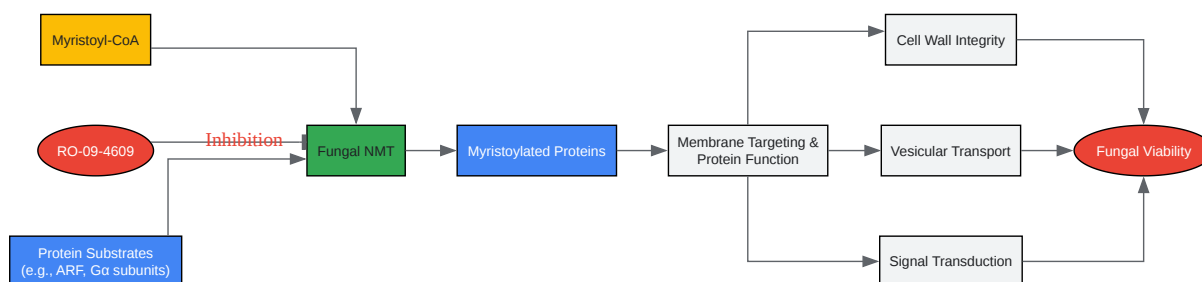 Myristoyl-CoA
RO-09-4609
Inhibition
Protein Substrates
(e.g., ARF, Gα subunits)
Fungal NMT
Myristoylated Proteins
Membrane Targeting &
Protein Function
Cell Wall Integrity
Vesicular Transport
Signal Transduction
Fungal Viability